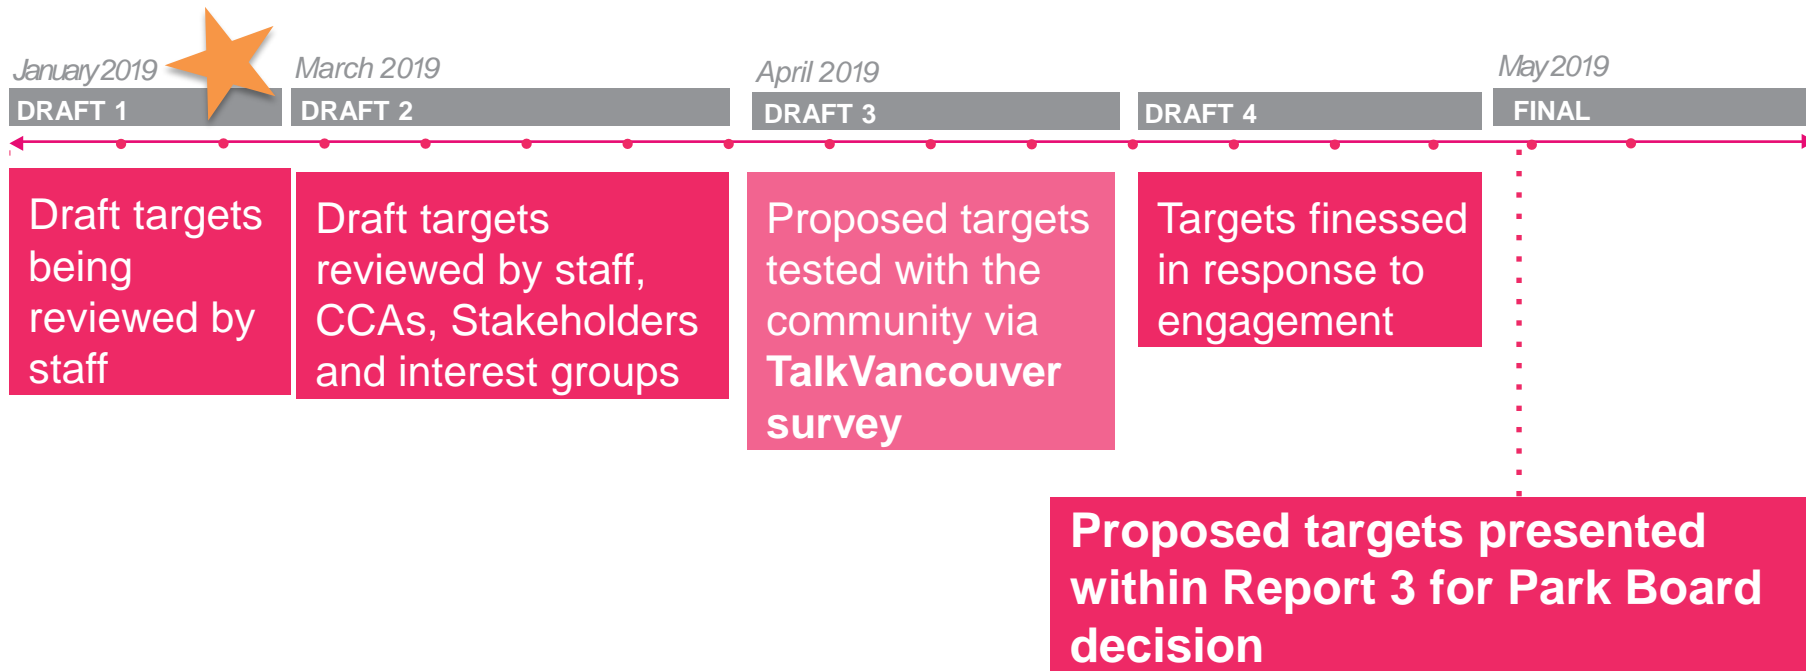 January 2019
DRAFT 1
Draft targets
being
reviewed by
staff
March 2019
DRAFT 2
Draft targets
reviewed by staff,
CCAs, Stakeholders
and interest groups
April 2019
DRAFT 3
Proposed targets
tested with the
community via
TalkVancouver
survey
DRAFT 4
Targets finessed
in response to
engagement
May 2019
FINAL
Proposed targets presented
within Report 3 for Park Board
decision